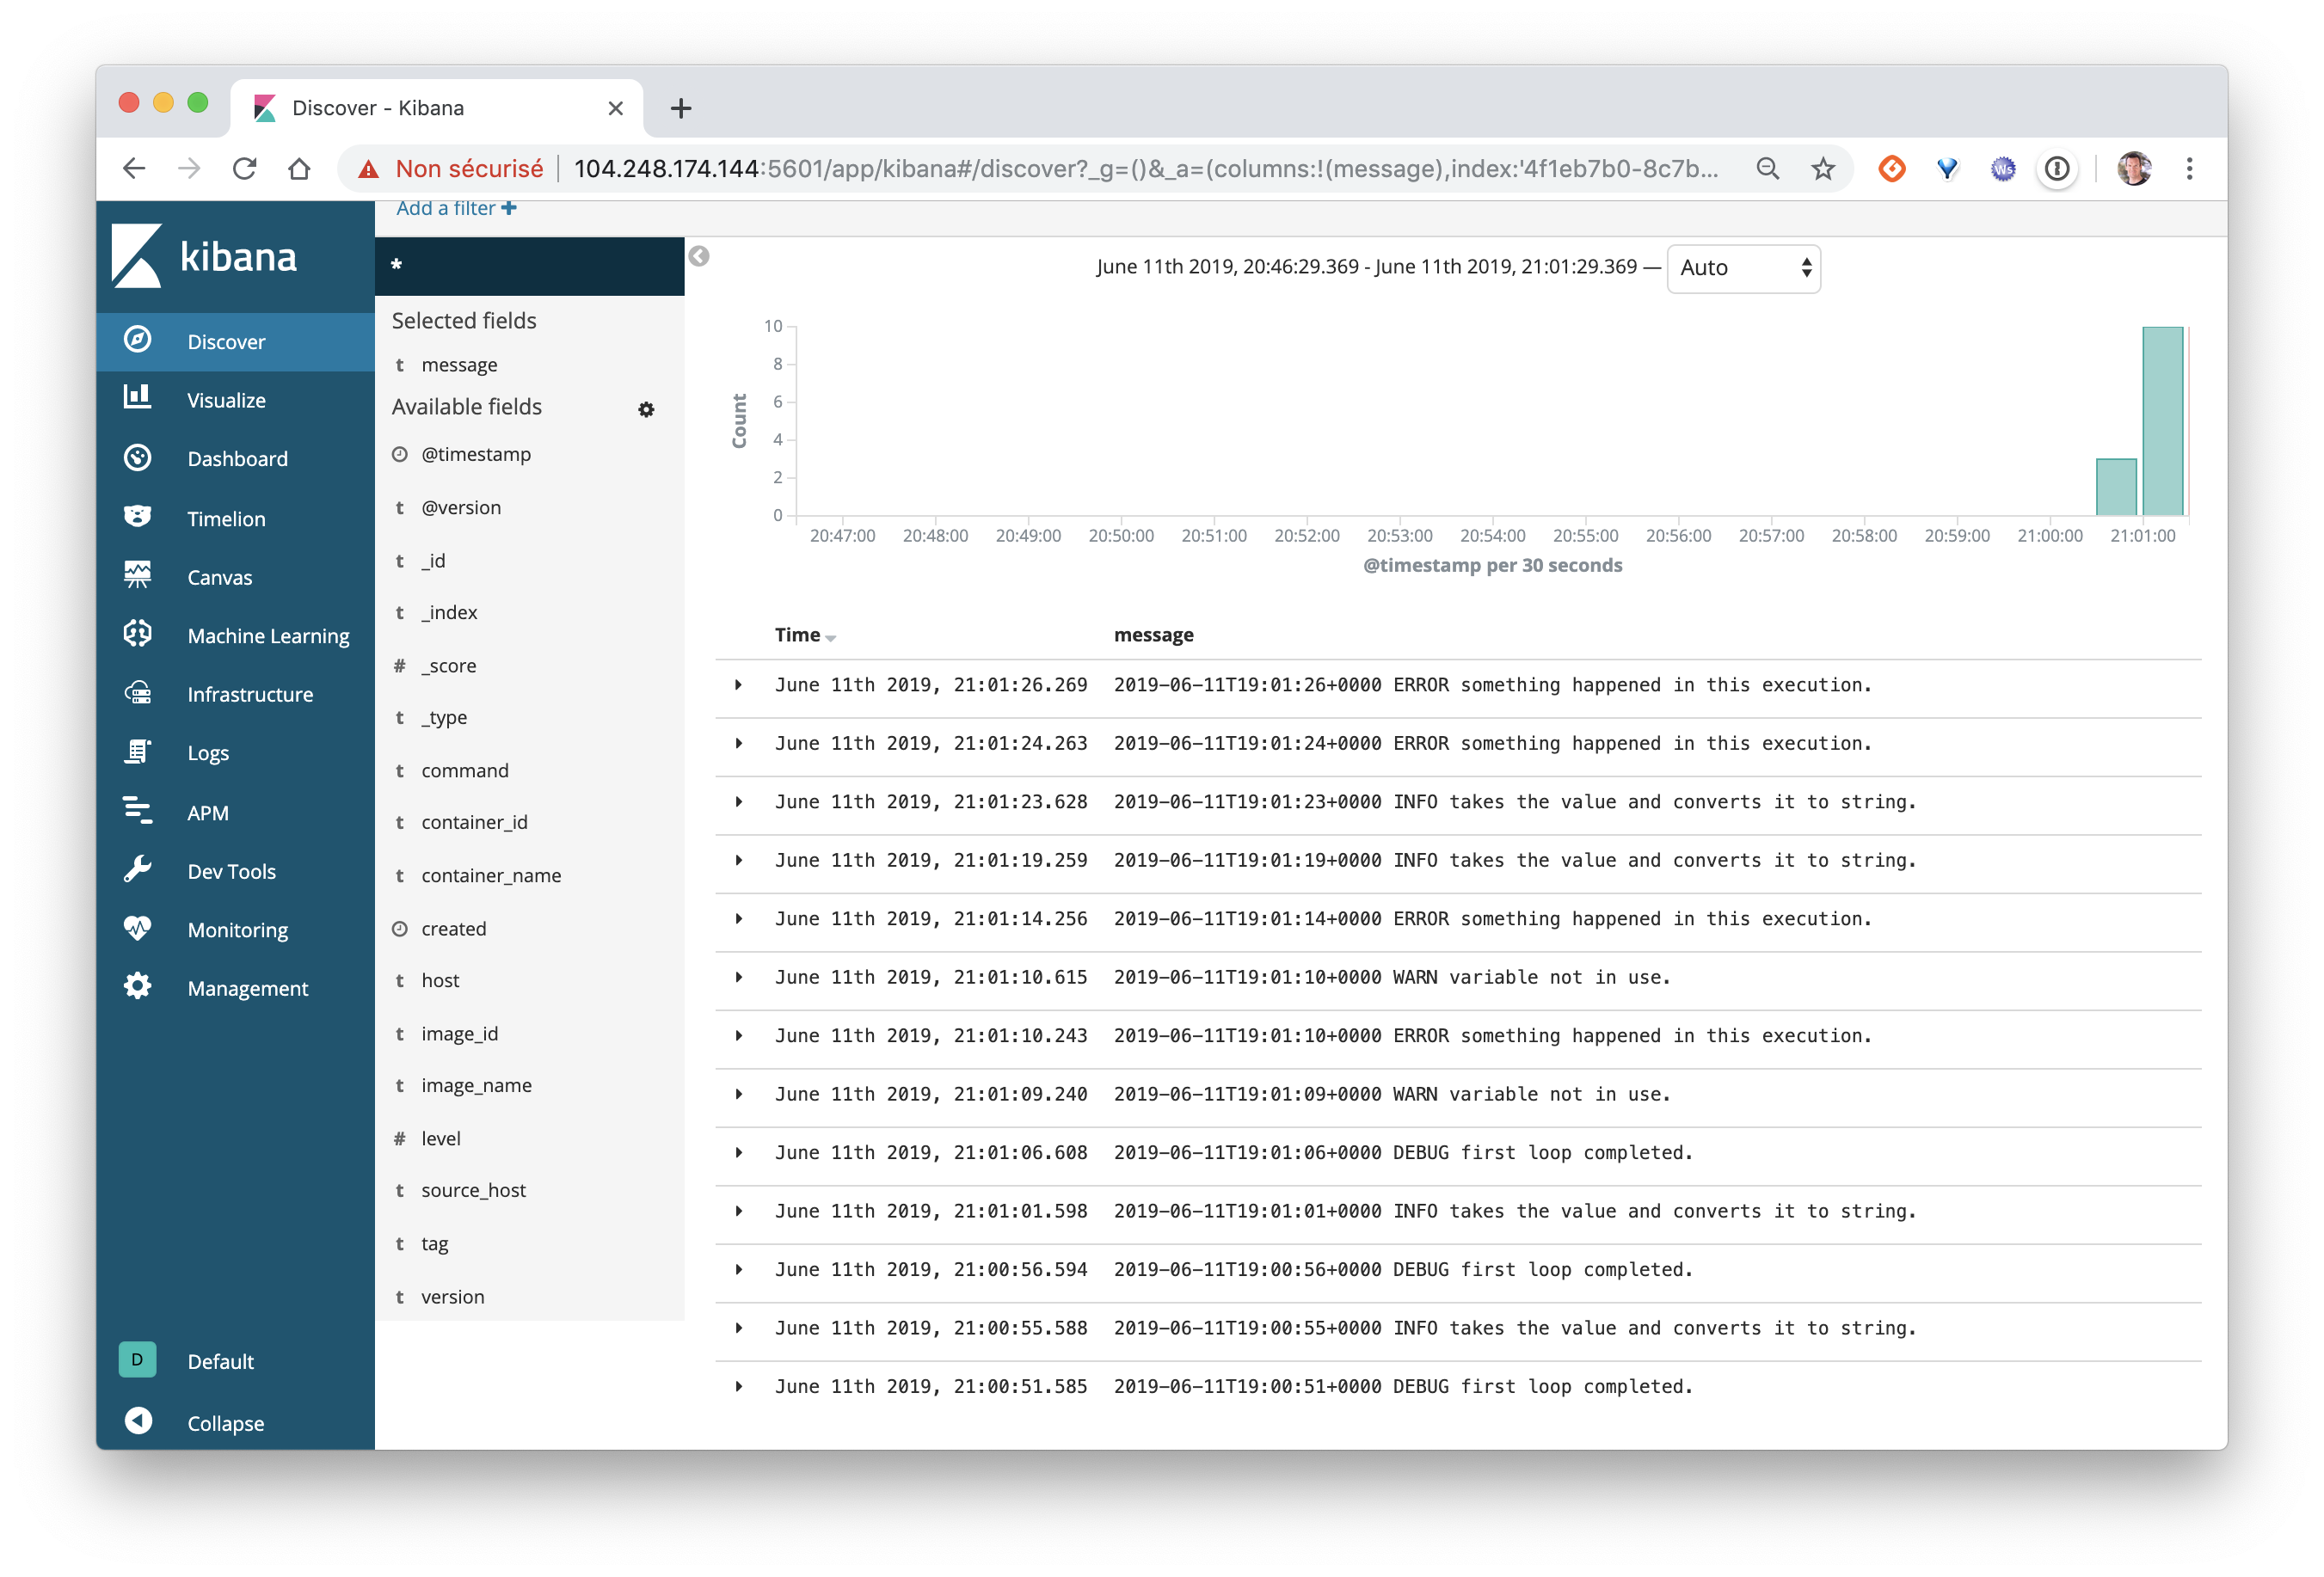 Discover - Kibana
Non sécurisé 104.248.174.144:5601/app/kibana#/discover?_g=()&_a=(columns:!(message),index:'4f1eb7b0-8c7b...
Ws
kibana
Discover
Visualize
Dashboard
Timelion
Canvas
Machine Learning
Infrastructure
Logs
APM
Dev Tools
Monitoring
Management
D Default
Collapse
Add a filter +
*
Selected fields
t message
Available fields
@timestamp
t @version
t _id
t _index
# _score
t _type
t command
t container_id
t container_name
created
t host
t image_id
t image_name
# level
t source_host
t tag
t version
June 11th 2019, 20:46:29.369 - June 11th 2019, 21:01:29.369 — Auto
Count
10
8
6
4
2
0
20:47:00 20:48:00 20:49:00 20:50:00 20:51:00 20:52:00 20:53:00 20:54:00 20:55:00 20:56:00 20:57:00 20:58:00 20:59:00 21:00:00 21:01:00
@timestamp per 30 seconds
Time message
June 11th 2019, 21:01:26.269 2019-06-11T19:01:26+0000 ERROR something happened in this execution.
June 11th 2019, 21:01:24.263 2019-06-11T19:01:24+0000 ERROR something happened in this execution.
June 11th 2019, 21:01:23.628 2019-06-11T19:01:23+0000 INFO takes the value and converts it to string.
June 11th 2019, 21:01:19.259 2019-06-11T19:01:19+0000 INFO takes the value and converts it to string.
June 11th 2019, 21:01:14.256 2019-06-11T19:01:14+0000 ERROR something happened in this execution.
June 11th 2019, 21:01:10.615 2019-06-11T19:01:10+0000 WARN variable not in use.
June 11th 2019, 21:01:10.243 2019-06-11T19:01:10+0000 ERROR something happened in this execution.
June 11th 2019, 21:01:09.240 2019-06-11T19:01:09+0000 WARN variable not in use.
June 11th 2019, 21:01:06.608 2019-06-11T19:01:06+0000 DEBUG first loop completed.
June 11th 2019, 21:01:01.598 2019-06-11T19:01:01+0000 INFO takes the value and converts it to string.
June 11th 2019, 21:00:56.594 2019-06-11T19:00:56+0000 DEBUG first loop completed.
June 11th 2019, 21:00:55.588 2019-06-11T19:00:55+0000 INFO takes the value and converts it to string.
June 11th 2019, 21:00:51.585 2019-06-11T19:00:51+0000 DEBUG first loop completed.